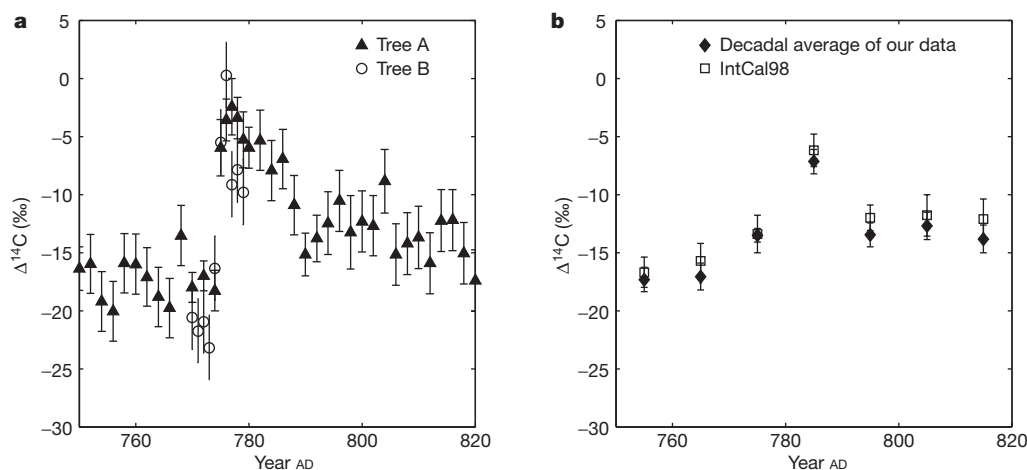 a
5
0
−5
−10
−15
−20
−25
−30
Δ¹⁴C (‰)
▲ Tree A
○ Tree B
760 780 800 820
Year AD
b
5
0
−5
−10
−15
−20
−25
−30
Δ¹⁴C (‰)
◆ Decadal average of our data
□ IntCal98
760 780 800 820
Year AD